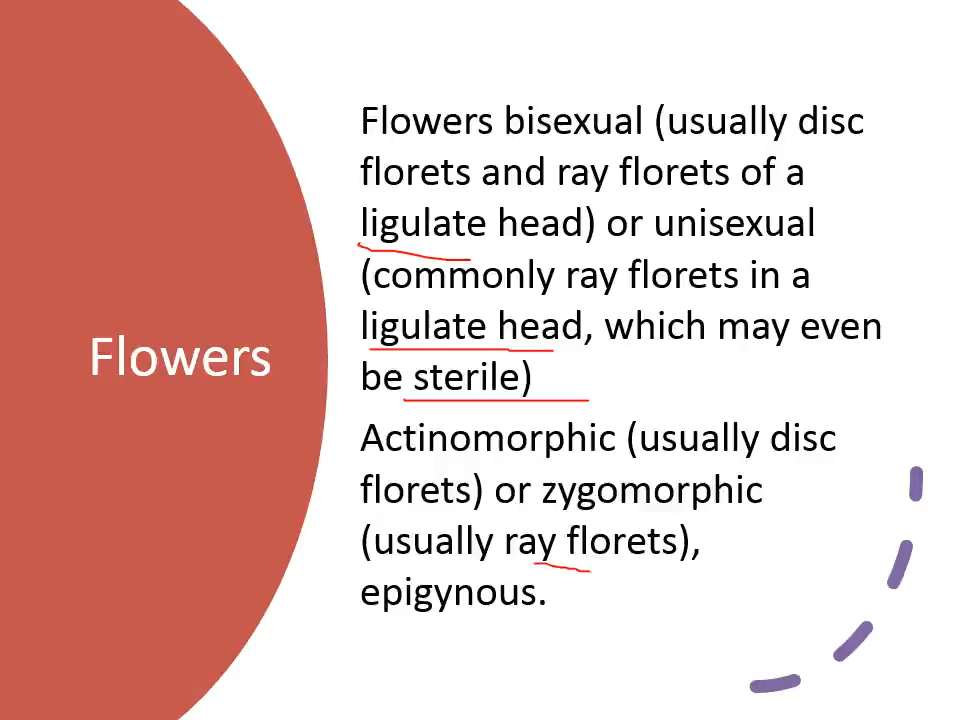 Flowers
Flowers bisexual (usually disc
florets and ray florets of a
ligulate head) or unisexual
(commonly ray florets in a
ligulate head, which may even
be sterile)
Actinomorphic (usually disc
florets) or zygomorphic
(usually ray florets),
epigynous.